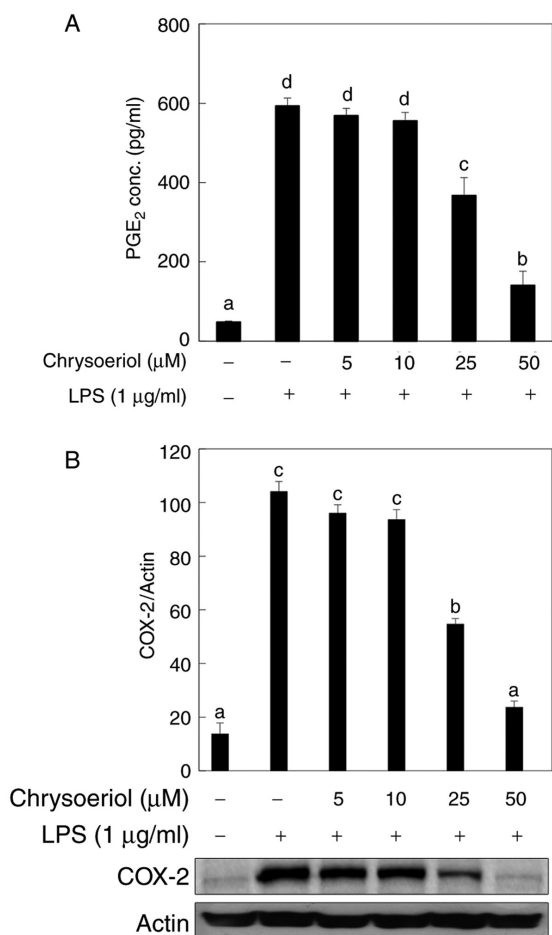 A
800
600
400
200
0
PGE₂ conc. (pg/ml)
a d d d c b
Chrysoeriol (μM) – – 5 10 25 50
LPS (1 μg/ml) – + + + + +
B
120
100
80
60
40
20
0
COX-2/Actin
a c c c b a
Chrysoeriol (μM) – – 5 10 25 50
LPS (1 μg/ml) – + + + + +
COX-2
Actin